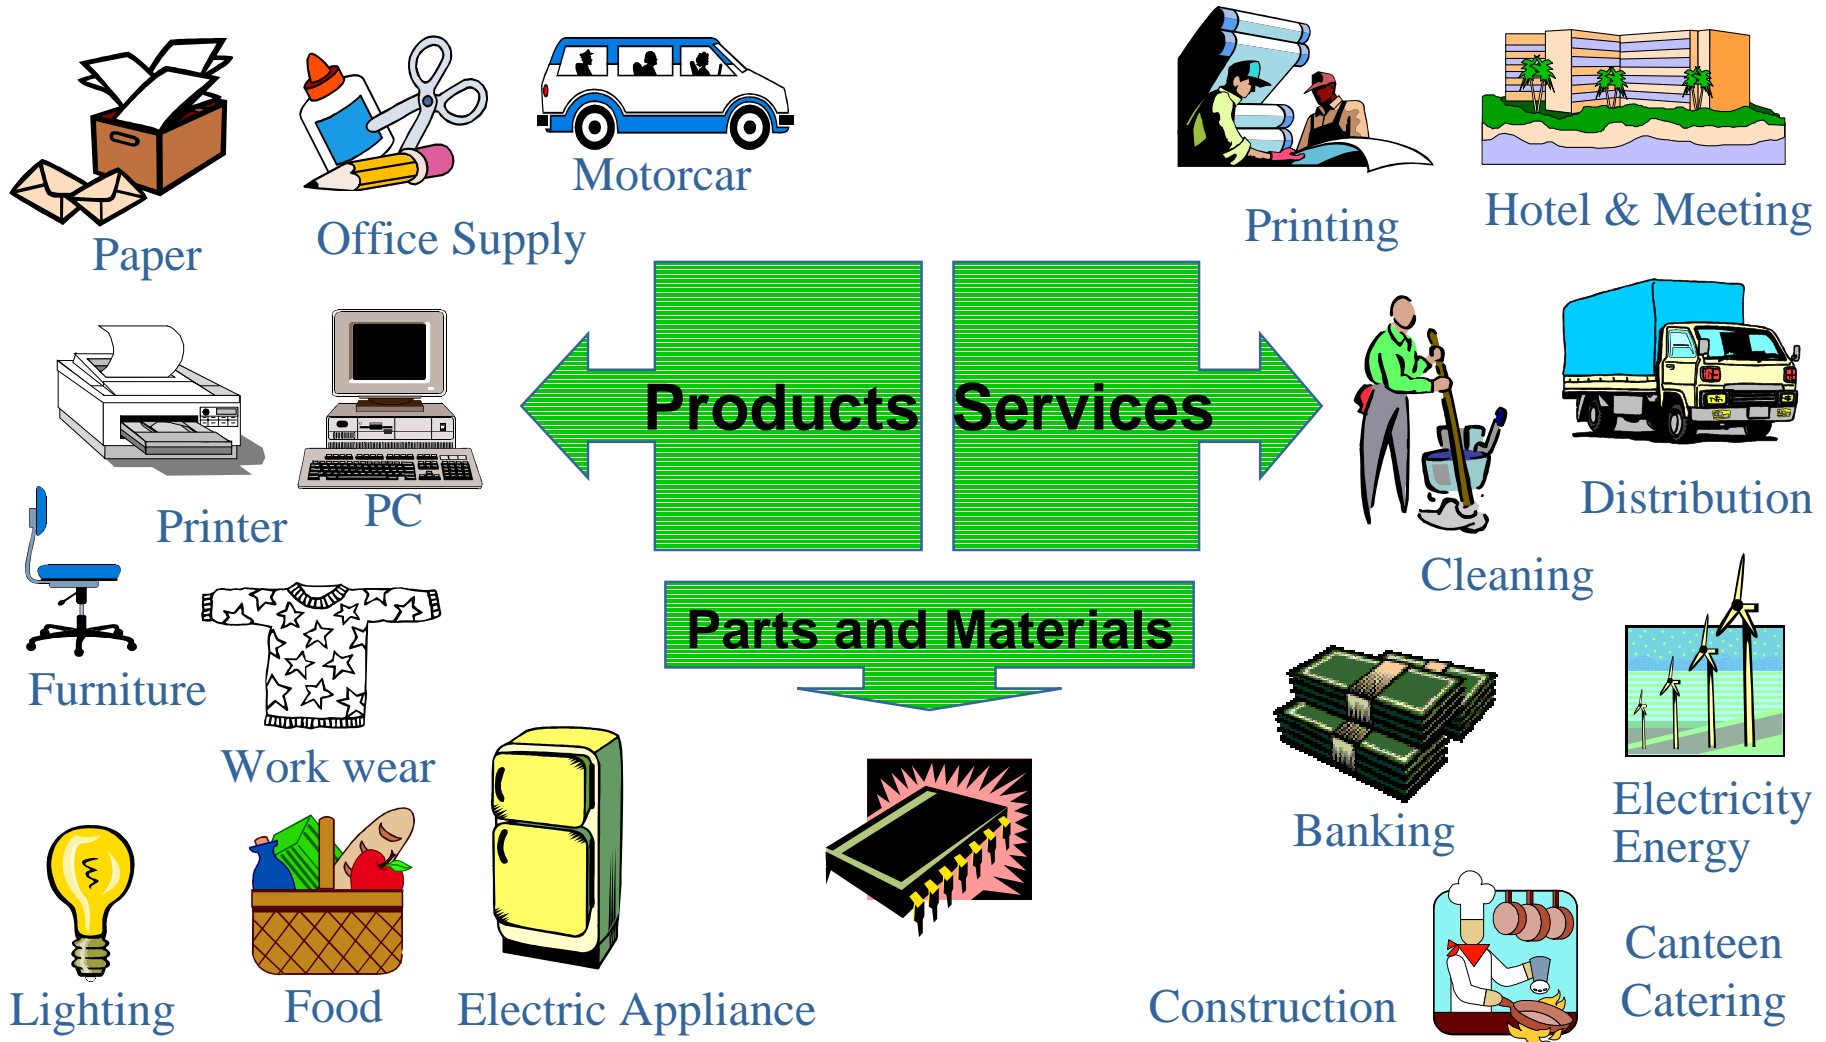 Motorcar
Paper
Office Supply
Printing
Hotel & Meeting
Products
Services
Printer
PC
Distribution
Cleaning
Parts and Materials
Furniture
Work wear
Banking
Electricity
Energy
Lighting
Food
Electric Appliance
Construction
Canteen
Catering